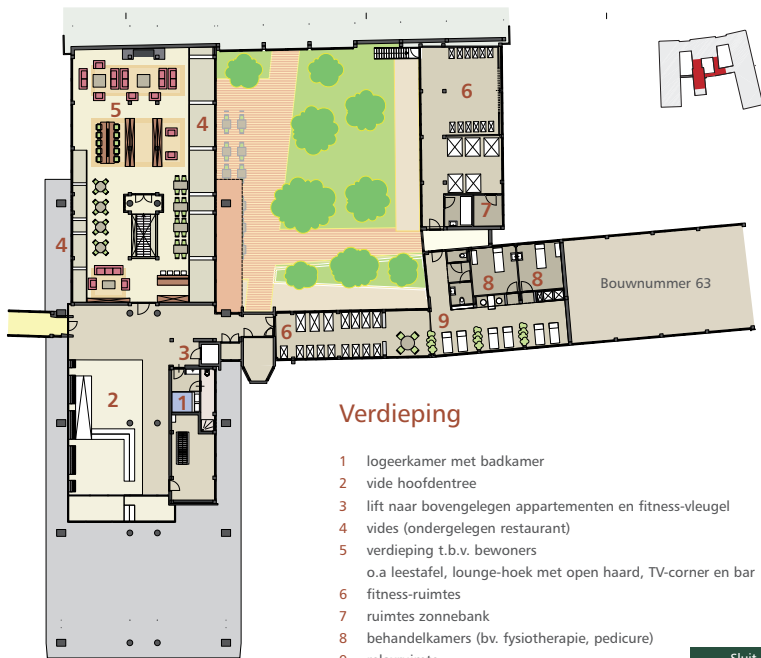 5
4
6
7
4
8
8
Bouwnummer 63
6
9
3
2
1
Verdieping
1 logeerkamer met badkamer
2 vide hoofdentree
3 lift naar bovengelegen appartementen en fitness-vleugel
4 vides (ondergelegen restaurant)
5 verdieping t.b.v. bewoners
o.a leestafel, lounge-hoek met open haard, TV-corner en bar
6 fitness-ruimtes
7 ruimtes zonnebank
8 behandelkamers (bv. fysiotherapie, pedicure)